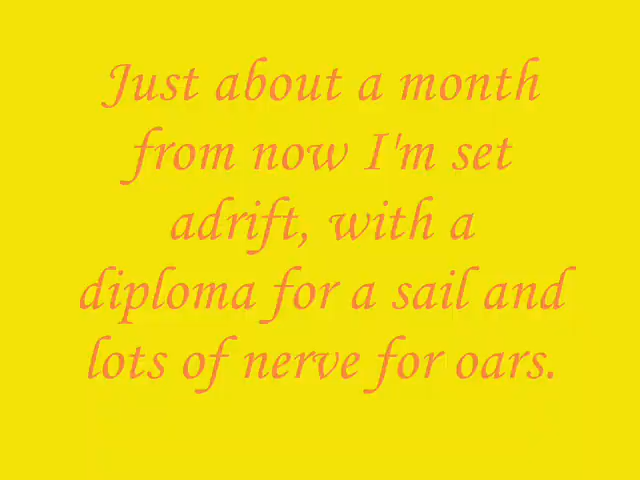 Just about a month
from now I'm set
adrift, with a
diploma for a sail and
lots of nerve for oars.